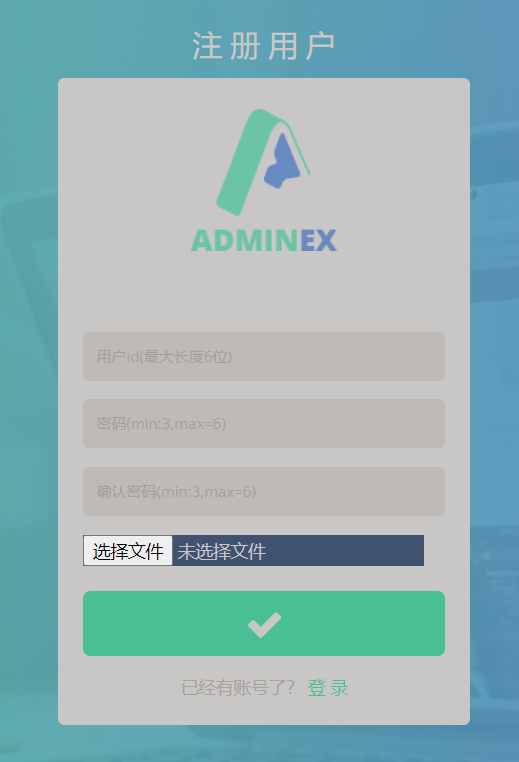 注册用户
ADMINEX
用户id(最大长度6位)
密码(min:3,max=6)
确认密码(min:3,max=6)
选择文件 未选择文件
已经有账号了? 登录